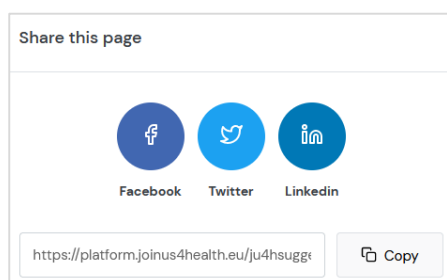 Share this page
Facebook Twitter Linkedin
https://platform.joinus4health.eu/ju4hsugge Copy